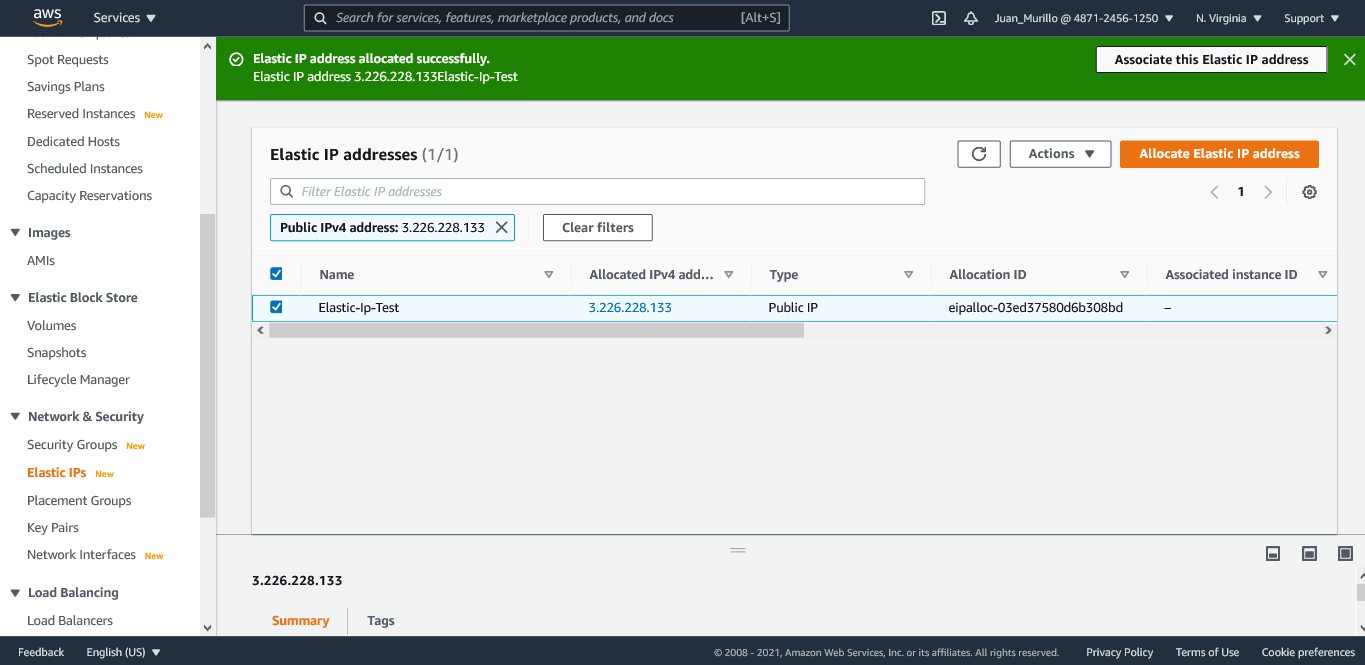 aws
Services
Search for services, features, marketplace products, and docs [Alt+S]
Juan_Murillo @ 4871-2456-1250
N. Virginia
Support
Spot Requests
Savings Plans
Reserved Instances New
Dedicated Hosts
Scheduled Instances
Capacity Reservations
Images
AMIs
Elastic Block Store
Volumes
Snapshots
Lifecycle Manager
Network & Security
Security Groups New
Elastic IPs New
Placement Groups
Key Pairs
Network Interfaces New
Load Balancing
Load Balancers
Elastic IP address allocated successfully.
Elastic IP address 3.226.228.133Elastic-Ip-Test
Associate this Elastic IP address
Elastic IP addresses (1/1)
Actions
Allocate Elastic IP address
Filter Elastic IP addresses
1
Public IPv4 address: 3.226.228.133
Clear filters
Name Allocated IPv4 add... Type Allocation ID Associated instance ID
Elastic-Ip-Test 3.226.228.133 Public IP eipalloc-03ed37580d6b308bd –
3.226.228.133
Summary Tags
Feedback English (US) © 2008 - 2021, Amazon Web Services, Inc. or its affiliates. All rights reserved. Privacy Policy Terms of Use Cookie preferences